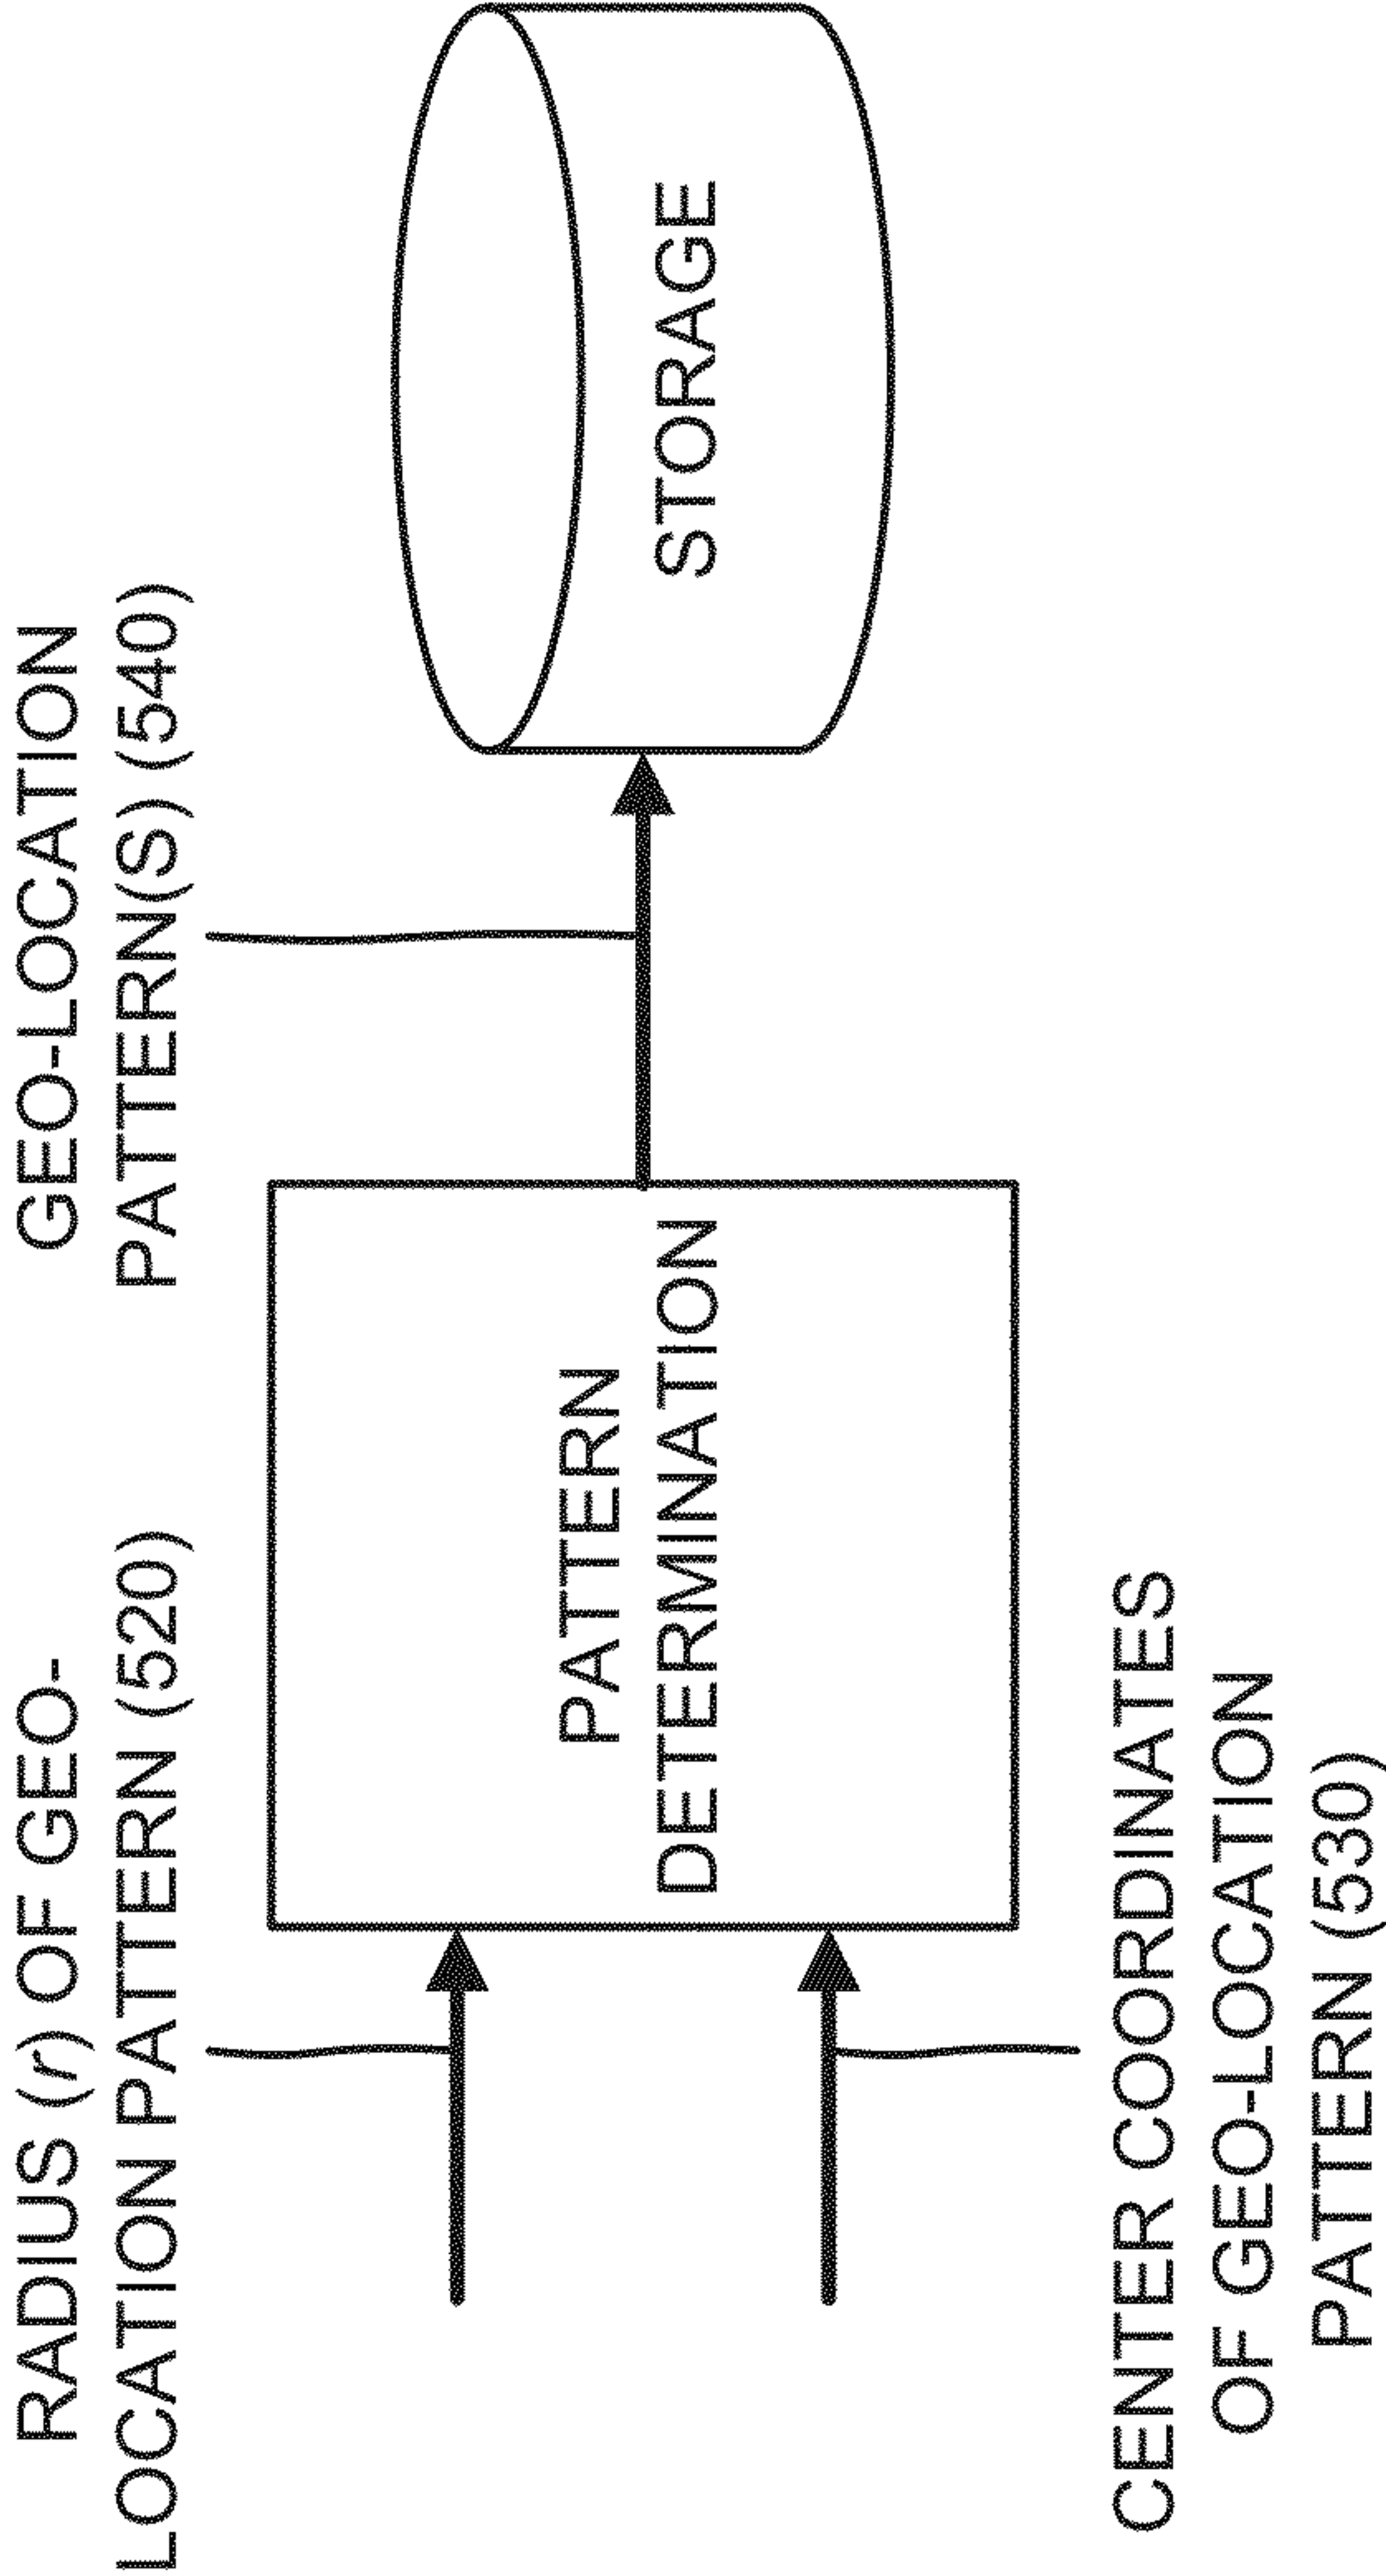 RADIUS (r) OF GEO-
LOCATION PATTERN (520)
GEO-LOCATION
PATTERN(S) (540)
PATTERN
DETERMINATION
STORAGE
CENTER COORDINATES
OF GEO-LOCATION
PATTERN (530)